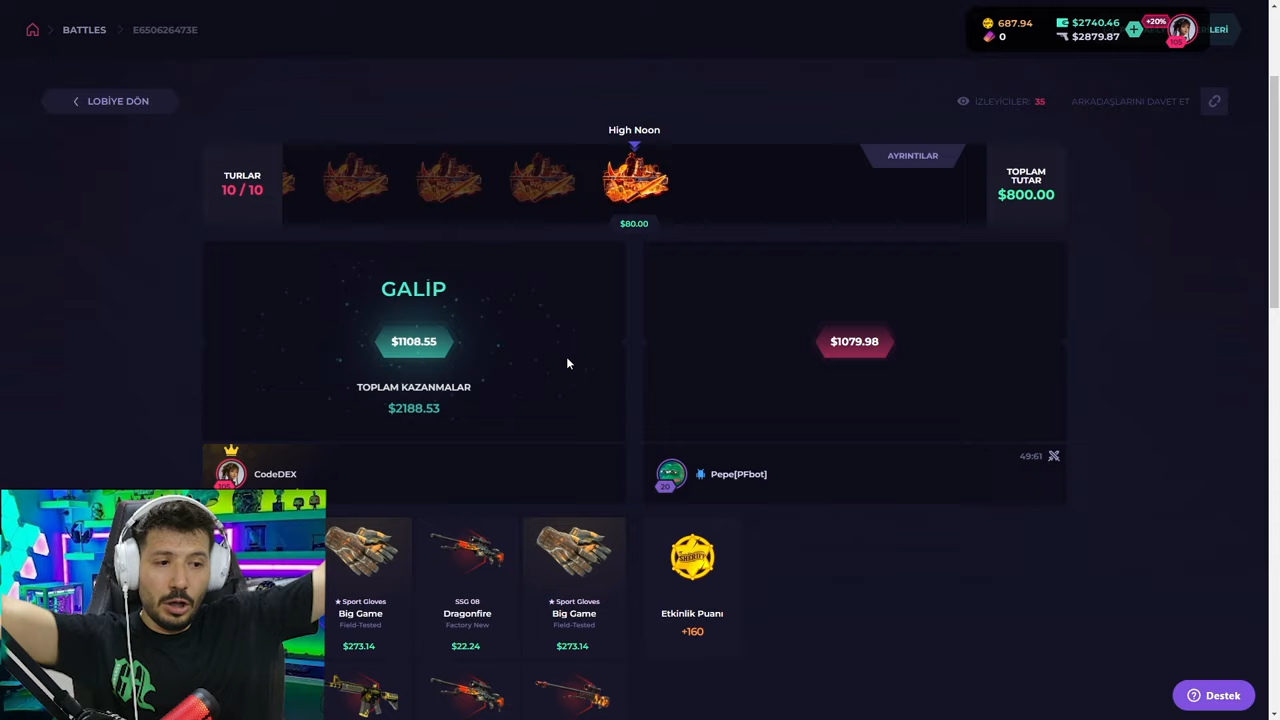 BATTLES
E650626473E
687.94
0
$2740.46
$2879.87
+20%
105
LERİ
LOBİYE DÖN
İZLEYİCİLER: 35
ARKADAŞLARINI DAVET ET
High Noon
TURLAR
10 / 10
AYRINTILAR
TOPLAM
TUTAR
$800.00
$80.00
GALİP
$1108.55
TOPLAM KAZANMALAR
$2188.53
$1079.98
CodeDEX
20
Pepe[PFbot]
49:61
★ Sport Gloves
Big Game
Field-Tested
$273.14
SSG 08
Dragonfire
Factory New
$22.24
★ Sport Gloves
Big Game
Field-Tested
$273.14
SHERIFF
Etkinlik Puanı
+160
Destek